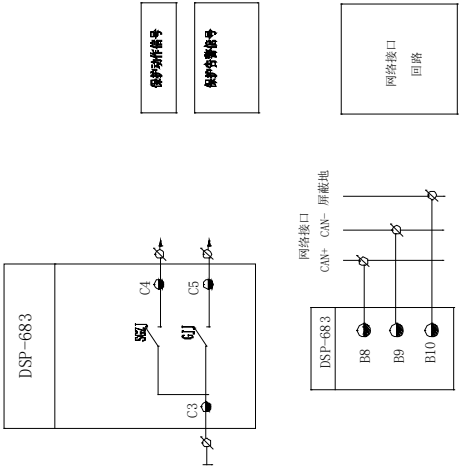 保护动作信号
保护告警信号
网络接口
回路
DSP-683
C4
C5
GJJ
C3
网络接口
CAN+
CAN-
屏蔽地
DSP-683
B8
B9
B10